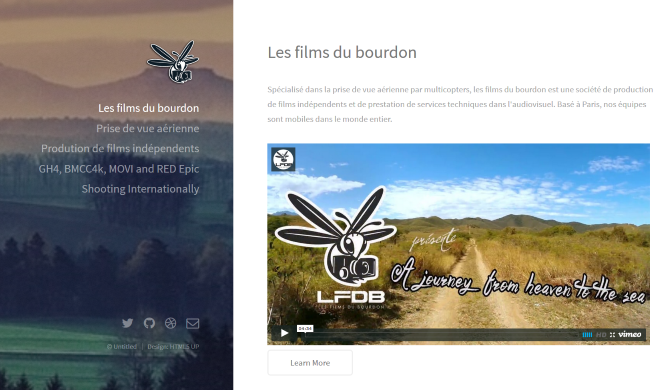 Les films du bourdon
Prise de vue aérienne
Prodution de films indépendents
GH4, BMCC4k, MOVI and RED Epic
Shooting Internationally
© Untitled | Design: HTML5 UP
Les films du bourdon
Spécialisé dans la prise de vue aérienne par multicopters, les films du bourdon est une société de production
de films indépendents et de prestation de services techniques dans l'audiovisuel. Basé à Paris, nos équipes
sont mobiles dans le monde entier.
LFDB
présente
A journey from heaven to the sea
LFDB
LES FILMS DU BOURDON
04:04
HD
vimeo
Learn More